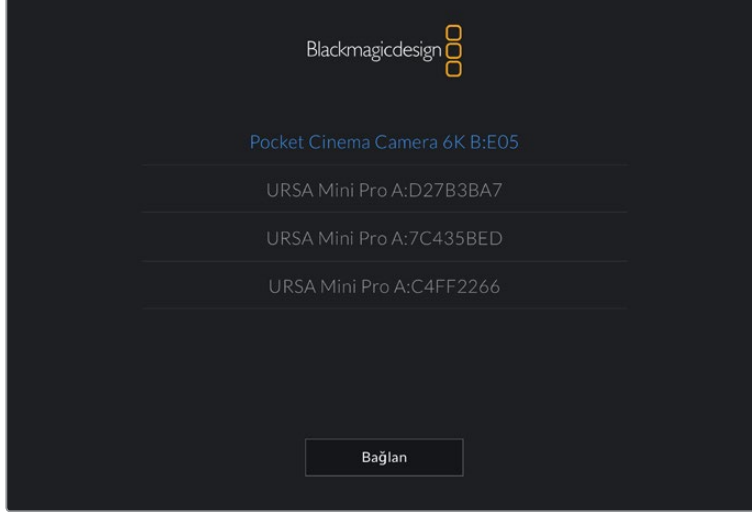 Blackmagicdesign
Pocket Cinema Camera 6K B:E05
URSA Mini Pro A:D27B3BA7
URSA Mini Pro A:7C435BED
URSA Mini Pro A:C4FF2266
Bağlan